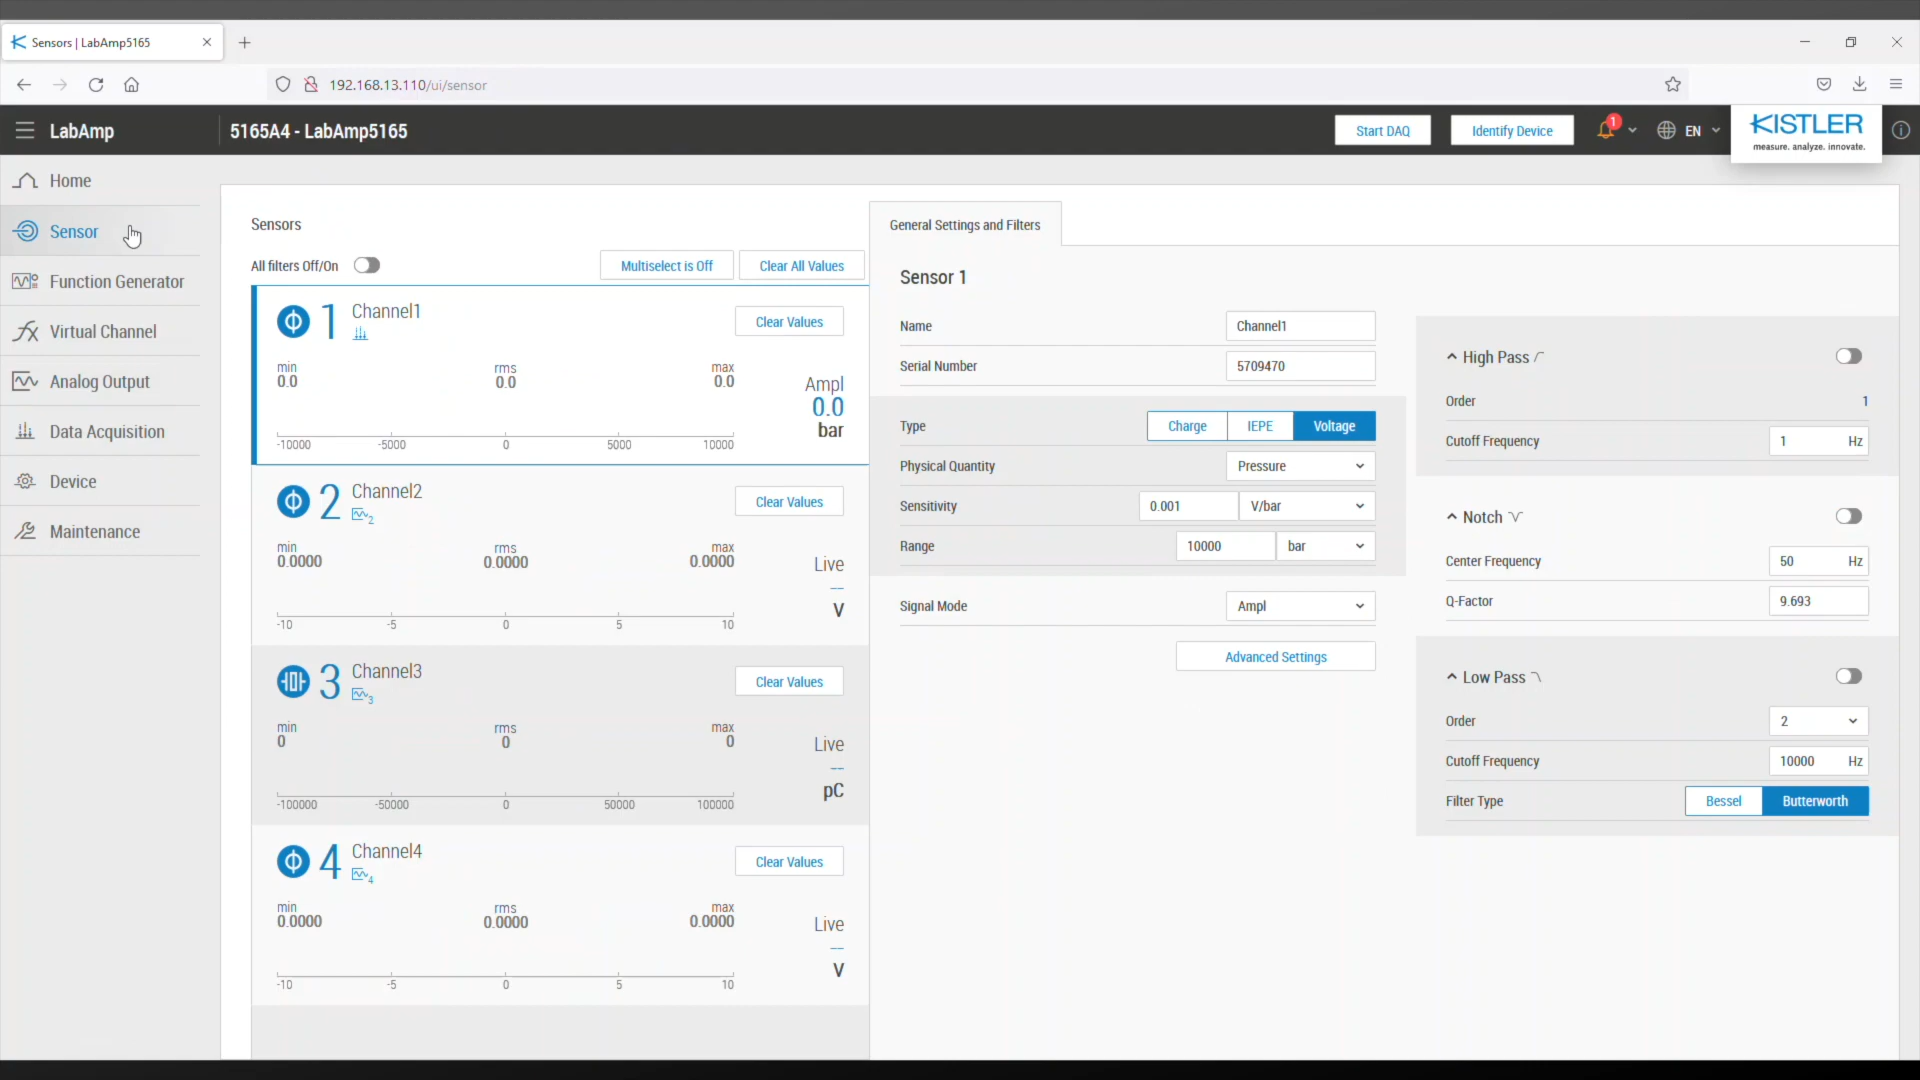 Sensors | LabAmp5165
192.168.13.110/ui/sensor
LabAmp
5165A4 - LabAmp5165
Start DAQ
Identify Device
1
EN
KISTLER
measure. analyze. innovate.
Home
Sensor
Function Generator
Virtual Channel
Analog Output
Data Acquisition
Device
Maintenance
Sensors
All filters Off/On
Multiselect is Off
Clear All Values
1 Channel1
Clear Values
min rms max
0.0 0.0 0.0
Ampl
0.0
bar
-10000 -5000 0 5000 10000
2 Channel2
2
Clear Values
min rms max
0.0000 0.0000 0.0000
Live
--
V
-10 -5 0 5 10
3 Channel3
3
Clear Values
min rms max
0 0 0
Live
--
pC
-100000 -50000 0 50000 100000
4 Channel4
4
Clear Values
min rms max
0.0000 0.0000 0.0000
Live
--
V
-10 -5 0 5 10
General Settings and Filters
Sensor 1
Name Channel1
Serial Number 5709470
Type Charge IEPE Voltage
Physical Quantity Pressure
Sensitivity 0.001 V/bar
Range 10000 bar
Signal Mode Ampl
Advanced Settings
High Pass
Order 1
Cutoff Frequency 1 Hz
Notch
Center Frequency 50 Hz
Q-Factor 9.693
Low Pass
Order 2
Cutoff Frequency 10000 Hz
Filter Type Bessel Butterworth